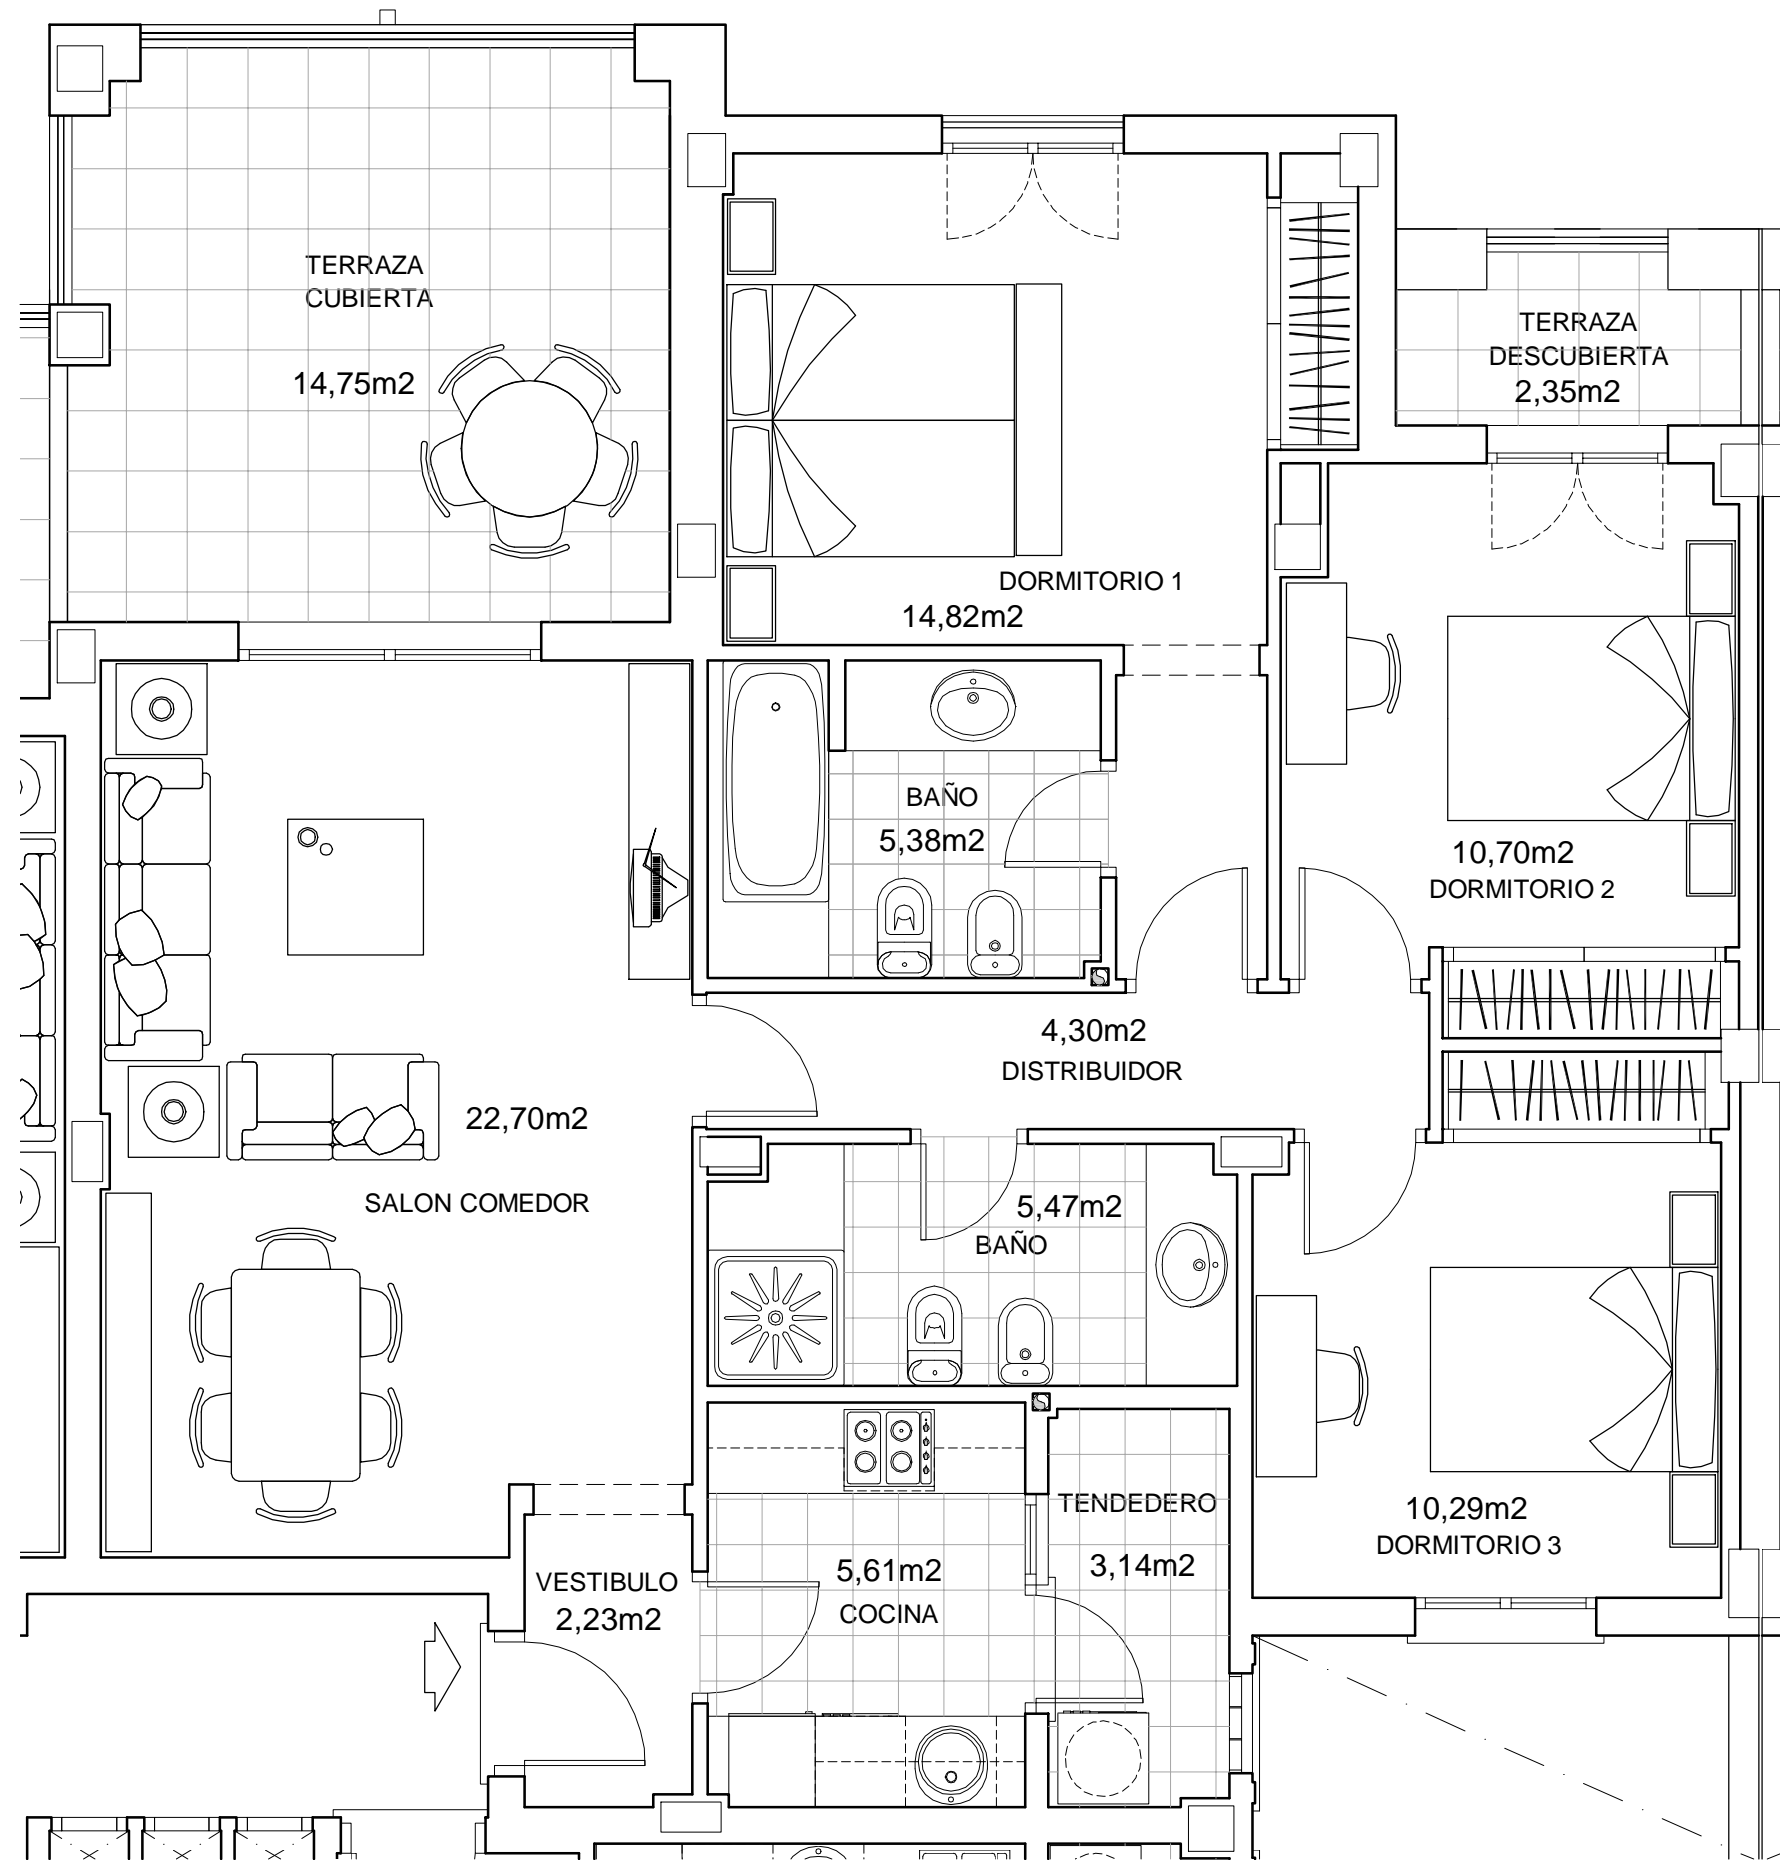 TERRAZA
CUBIERTA
14,75m2
TERRAZA
DESCUBIERTA
2,35m2
DORMITORIO 1
14,82m2
BAÑO
5,38m2
10,70m2
DORMITORIO 2
4,30m2
DISTRIBUIDOR
22,70m2
SALON COMEDOR
5,47m2
BAÑO
TENDEDERO
3,14m2
10,29m2
DORMITORIO 3
VESTIBULO
2,23m2
5,61m2
COCINA